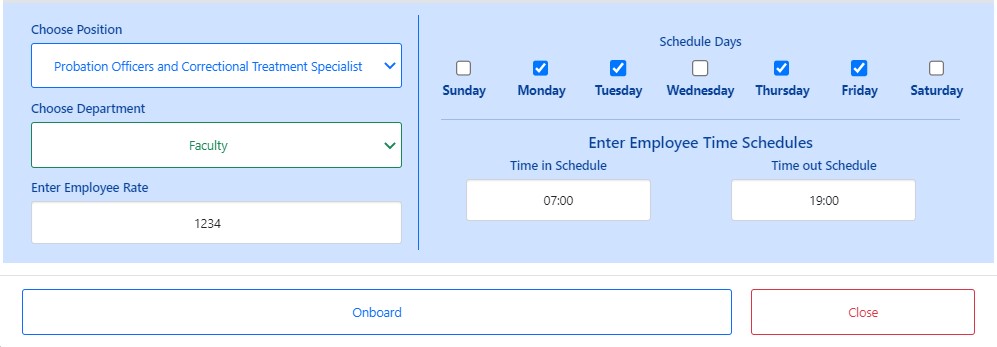 Choose Position
Probation Officers and Correctional Treatment Specialist
Choose Department
Faculty
Enter Employee Rate
1234
Schedule Days
Sunday Monday Tuesday Wednesday Thursday Friday Saturday
Enter Employee Time Schedules
Time in Schedule Time out Schedule
07:00 19:00
Onboard Close